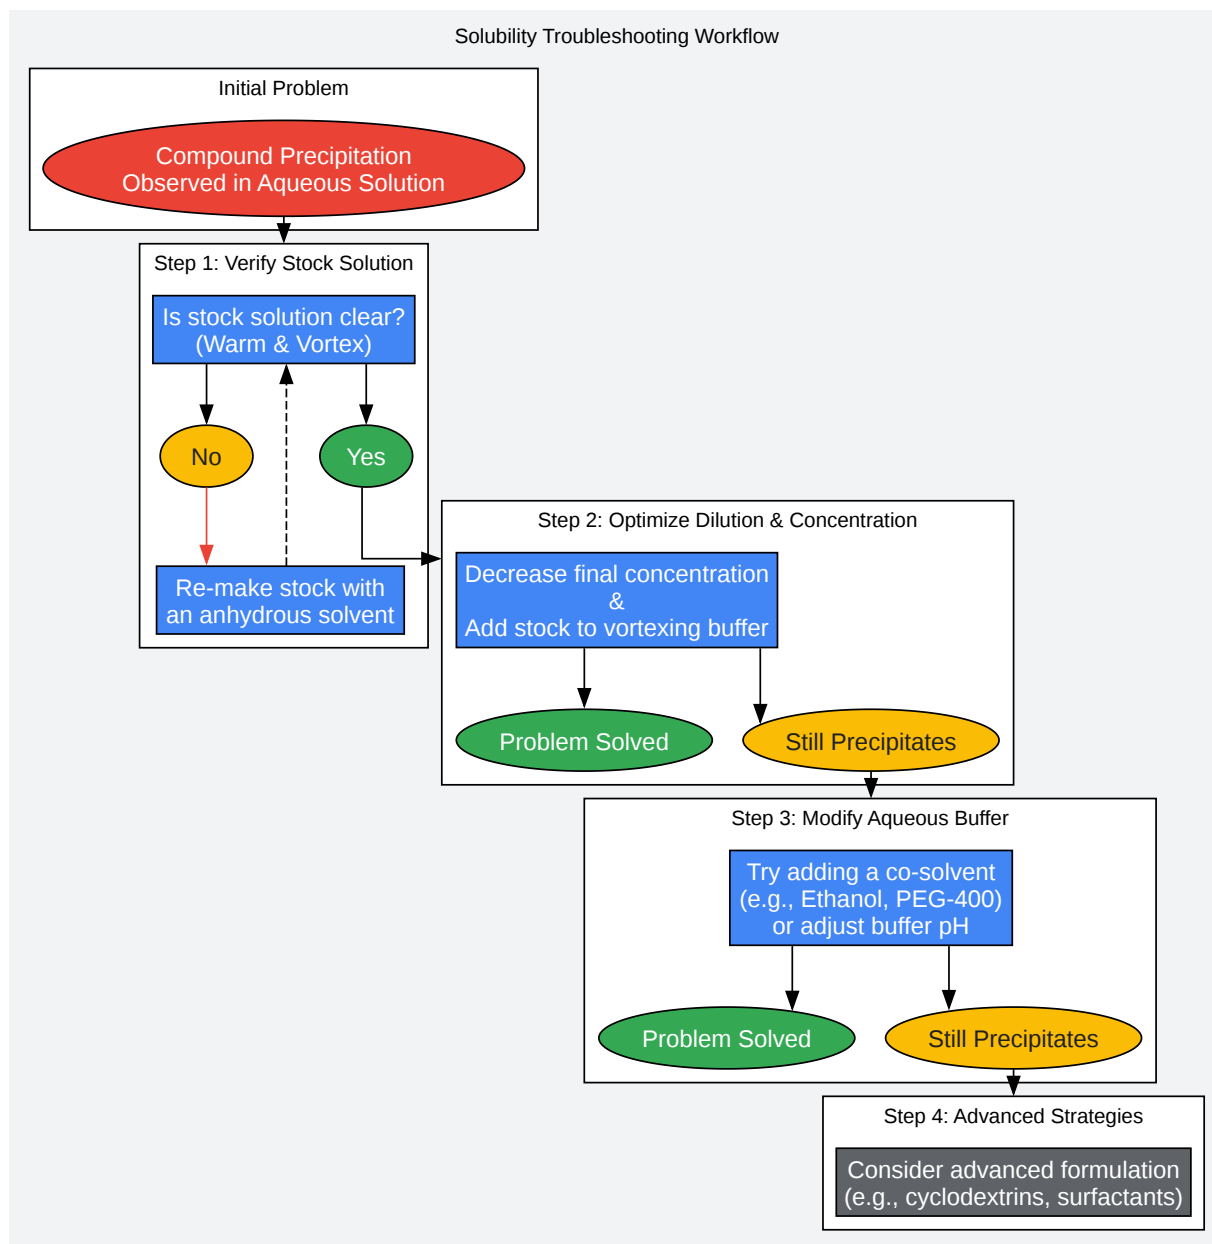 Solubility Troubleshooting Workflow
Initial Problem
Compound Precipitation
Observed in Aqueous Solution
Step 1: Verify Stock Solution
Is stock solution clear?
(Warm & Vortex)
No
Yes
Re-make stock with
an anhydrous solvent
Step 2: Optimize Dilution & Concentration
Decrease final concentration
&
Add stock to vortexing buffer
Problem Solved
Still Precipitates
Step 3: Modify Aqueous Buffer
Try adding a co-solvent
(e.g., Ethanol, PEG-400)
or adjust buffer pH
Problem Solved
Still Precipitates
Step 4: Advanced Strategies
Consider advanced formulation
(e.g., cyclodextrins, surfactants)